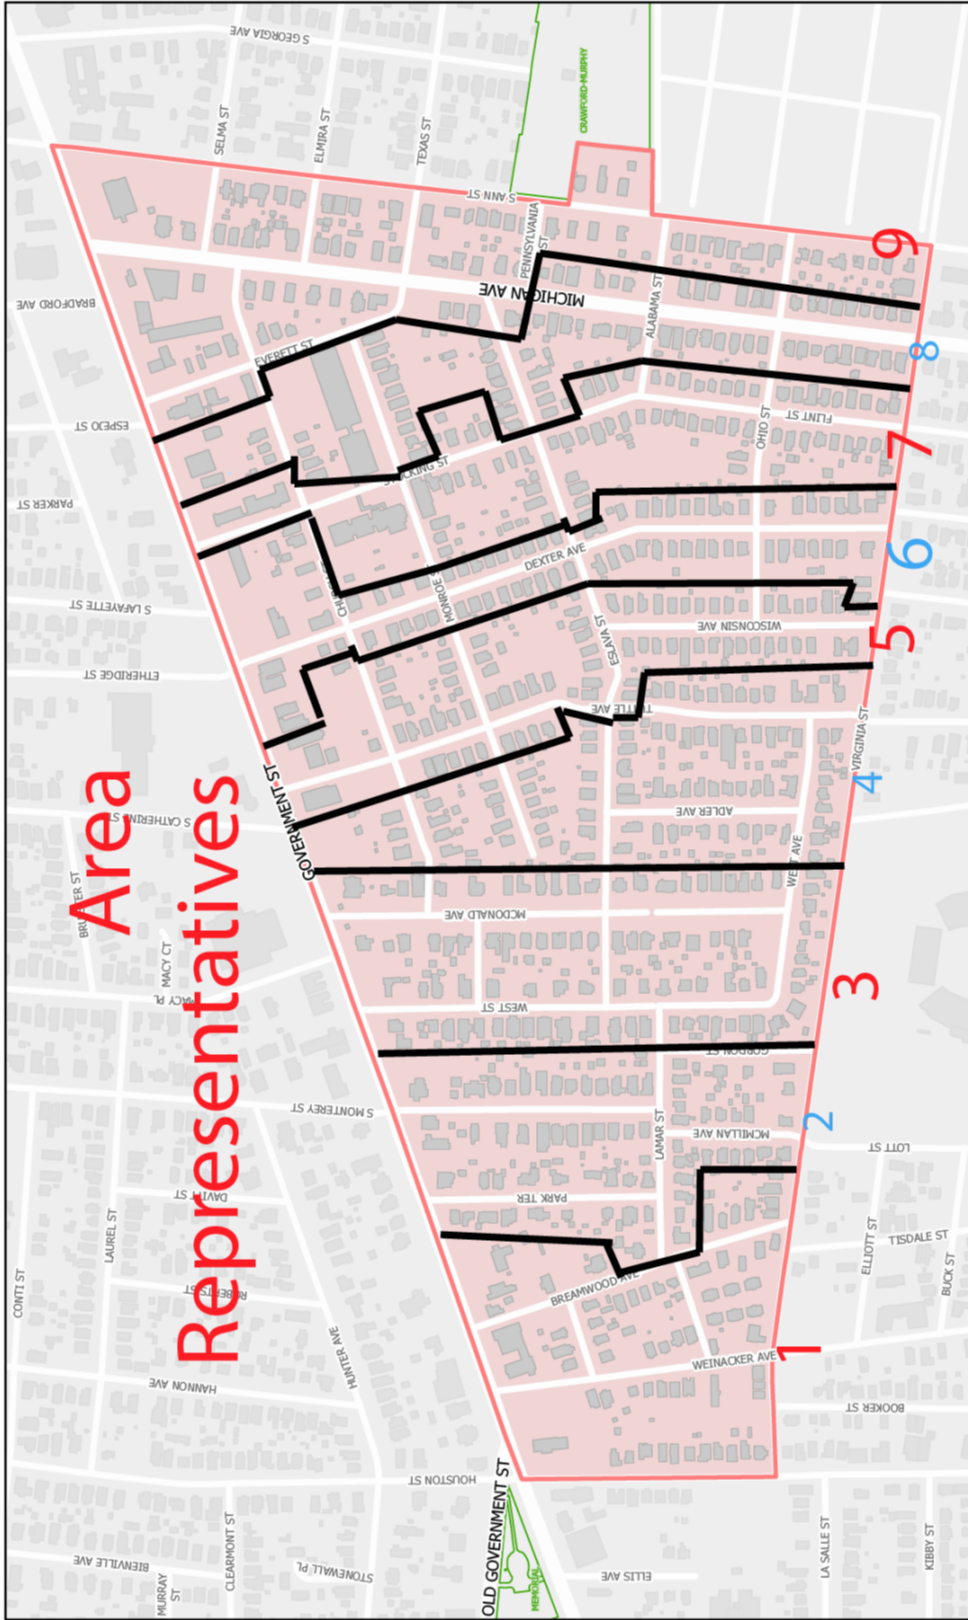 Area
Representatives
S GEORGIA AVE
SELMA ST
ELMIRA ST
TEXAS ST
CRAWFORD-MURPHY
S ANN ST
PENNSYLVANIA
ST
MICHIGAN AVE
ALABAMA ST
BRADFORD AVE
EVERETT ST
ESPEJO ST
PARKER ST
OHIO ST
FLINT ST
9
8
7
6
5
4
3
2
1
DEXTER AVE
S LAFAYETTE ST
ETHERIDGE ST
ESLAVA ST
WISCONSIN AVE
VIRGINIA ST
GOVERNMENT ST
S CATHERINE ST
ADLER AVE
WEST AVE
MCDONALD AVE
MACY CT
MACY PL
WEST ST
GORDON ST
S MONTEREY ST
LAMAR ST
MCMILLAN AVE
LOTT ST
DAVITT ST
PARK TER
LAUREL ST
ELLIOTT ST
TISDALE ST
BUCK ST
CONTI ST
BREAMWOOD AVE
HUNTER AVE
WEINACKER AVE
HANNON AVE
BOOKER ST
HOUSTON ST
OLD GOVERNMENT ST
LA SALLE ST
KIBBY ST
CLEARMONT ST
BIENVILLE AVE
MURRAY
ST
STONEWALL PL
ELLIS AVE
MEMORIAL